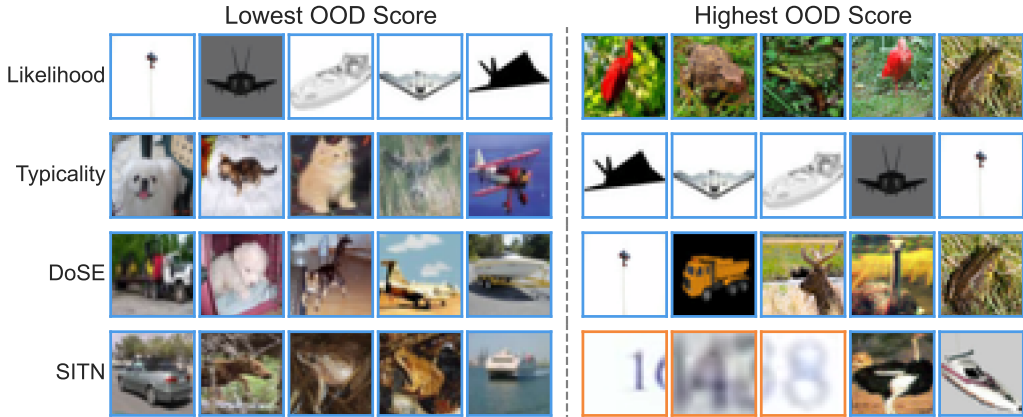 Lowest OOD Score
Highest OOD Score
Likelihood
Typicality
DoSE
SITN